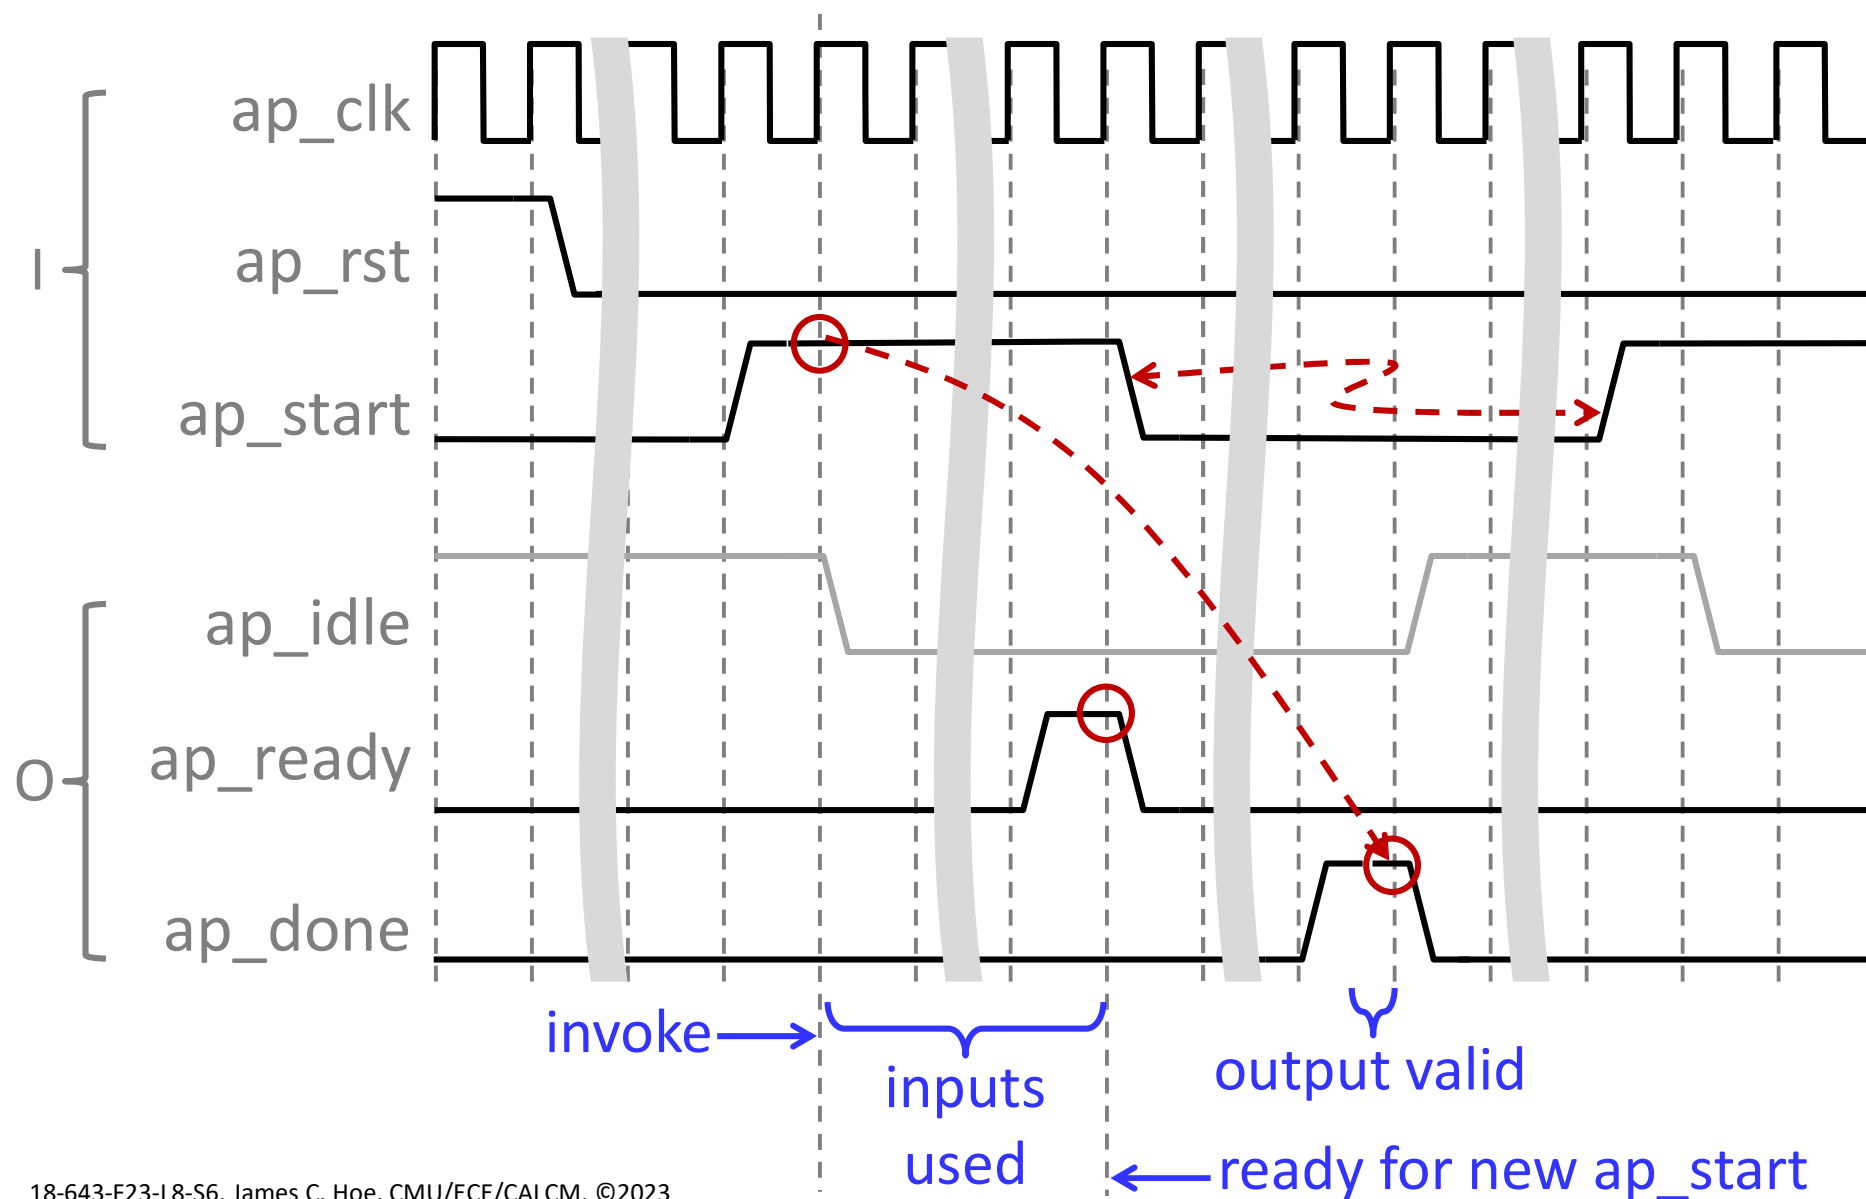 ap_clk
I
ap_rst
ap_start
ap_idle
O
ap_ready
ap_done
invoke
inputs
used
output valid
ready for new ap_start
18-643-F23-L8-S6, James C. Hoe, CMU/ECE/CALCM, ©2023